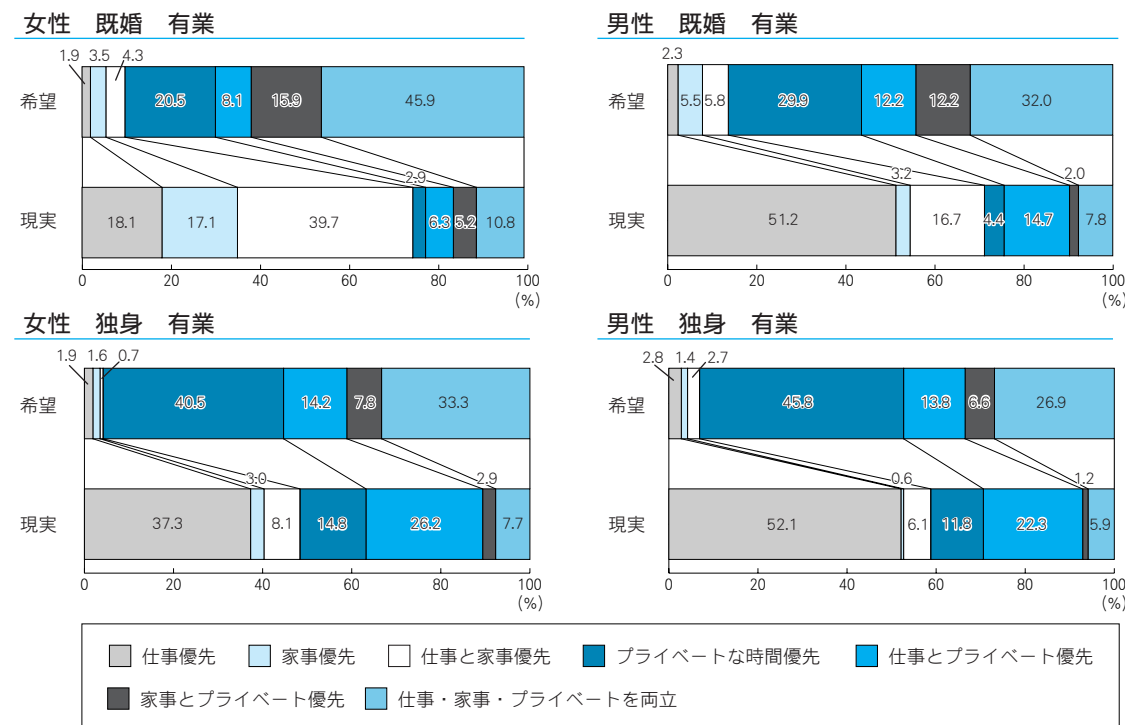 女性 既婚 有業
1.9 3.5 4.3
希望 20.5 8.1 15.9 45.9
2.9
現実 18.1 17.1 39.7 6.3 5.2 10.8
0 20 40 60 80 100
(%)
男性 既婚 有業
2.3
希望 5.5 5.8 29.9 12.2 12.2 32.0
3.2 2.0
現実 51.2 16.7 4.4 14.7 7.8
0 20 40 60 80 100
(%)
女性 独身 有業
1.9 1.6 0.7
希望 40.5 14.2 7.8 33.3
3.0 2.9
現実 37.3 8.1 14.8 26.2 7.7
0 20 40 60 80 100
(%)
男性 独身 有業
2.8 1.4 2.7
希望 45.8 13.8 6.6 26.9
0.6 1.2
現実 52.1 6.1 11.8 22.3 5.9
0 20 40 60 80 100
(%)
仕事優先 家事優先 仕事と家事優先 プライベートな時間優先 仕事とプライベート優先
家事とプライベート優先 仕事・家事・プライベートを両立